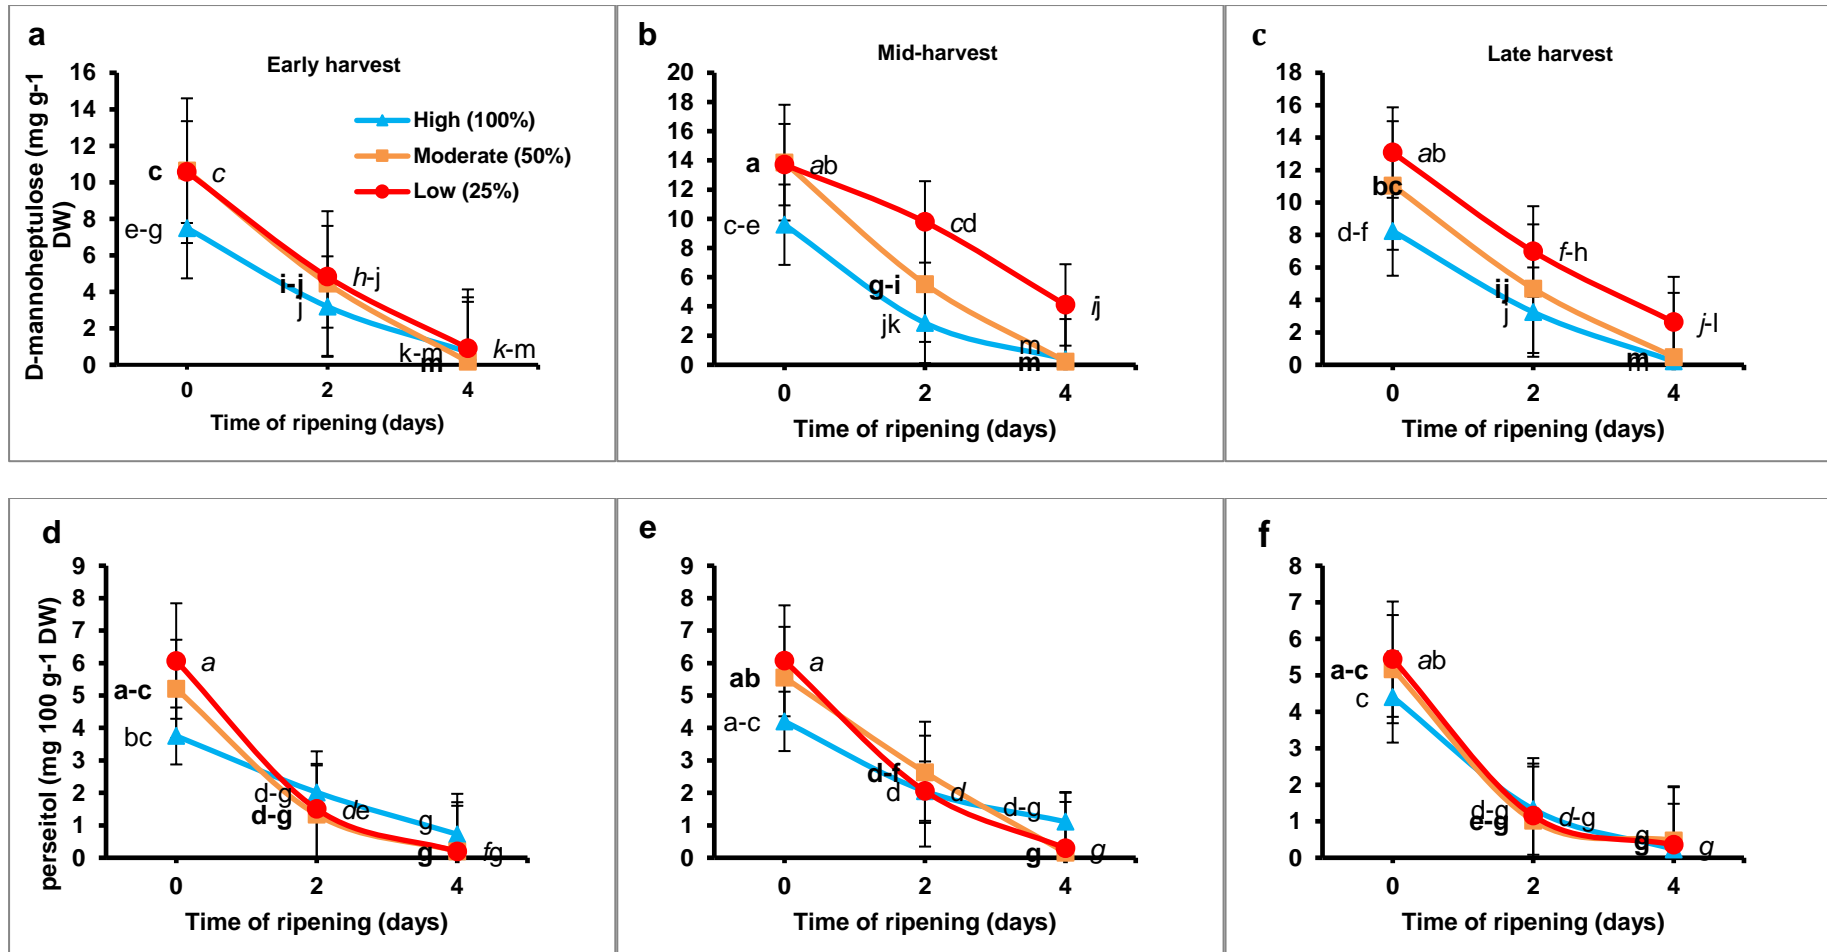 a
Early harvest
D-mannoheptulose (mg g-1
DW)
16
14
12
10
8
6
4
2
0
High (100%)
Moderate (50%)
Low (25%)
c
c
e-g
i-j
h-j
j
k-m
k-m
m
0 2 4
Time of ripening (days)
b
Mid-harvest
20
18
16
14
12
10
8
6
4
2
0
a
ab
c-e
cd
g-i
jk
ij
m
m
0 2 4
Time of ripening (days)
c
Late harvest
18
16
14
12
10
8
6
4
2
0
ab
bc
d-f
f-h
ij
j
j-l
m
m
0 2 4
Time of ripening (days)
d
perseitol (mg 100 g-1 DW)
9
8
7
6
5
4
3
2
1
0
a
a-c
bc
d-g
de
d-g
g
g
fg
0 2 4
Time of ripening (days)
e
9
8
7
6
5
4
3
2
1
0
a
ab
a-c
d-f
d
d
d-g
g
g
0 2 4
Time of ripening (days)
f
8
7
6
5
4
3
2
1
0
ab
a-c
c
d-g
d-g
e-g
g
g
g
0 2 4
Time of ripening (days)